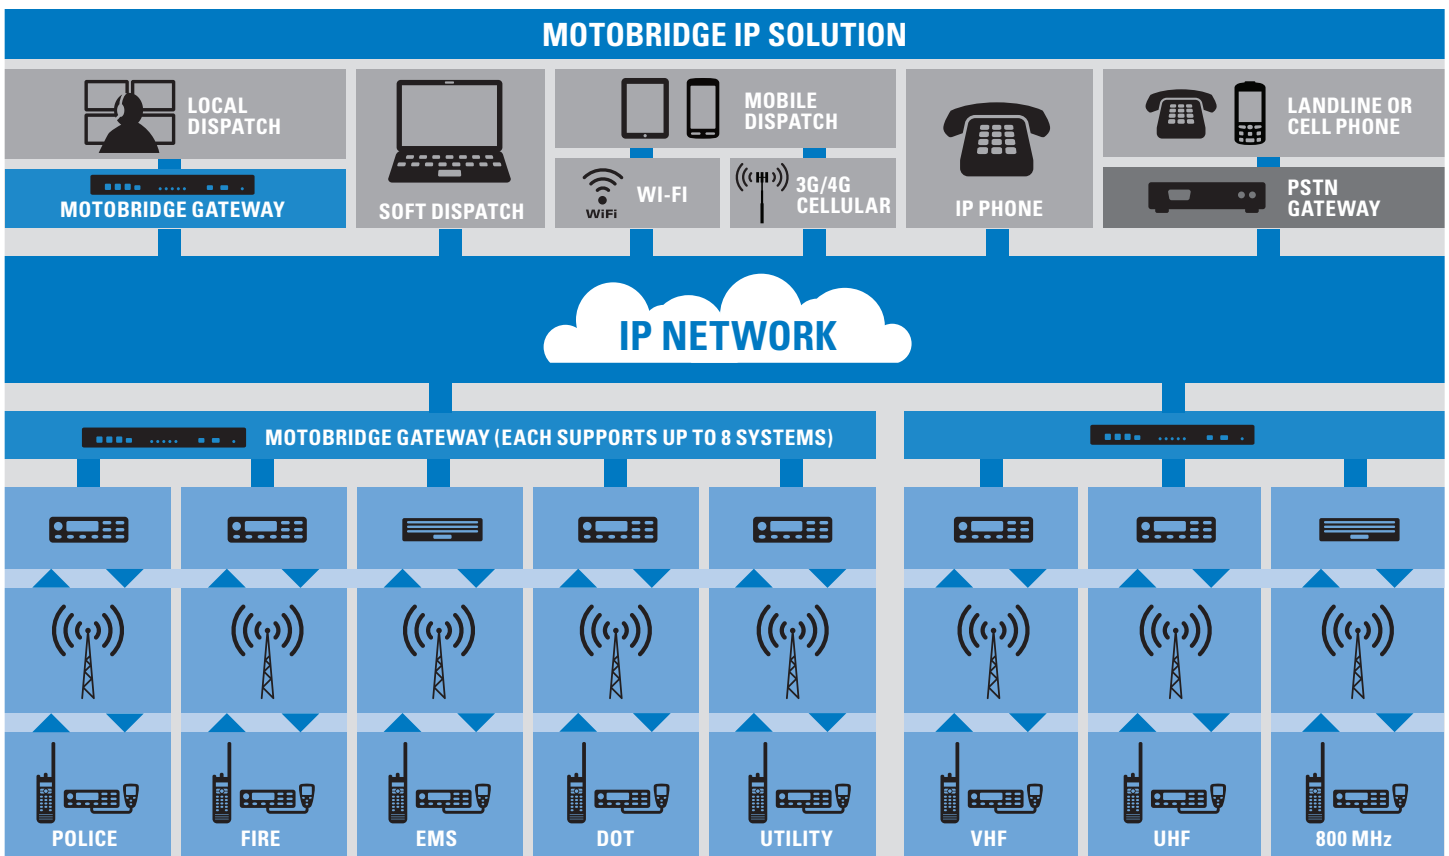 MOTOBRIDGE IP SOLUTION
LOCAL
DISPATCH
MOTOBRIDGE GATEWAY
SOFT DISPATCH
MOBILE
DISPATCH
WiFi
WI-FI
3G/4G
CELLULAR
IP PHONE
LANDLINE OR
CELL PHONE
PSTN
GATEWAY
IP NETWORK
MOTOBRIDGE GATEWAY (EACH SUPPORTS UP TO 8 SYSTEMS)
POLICE
FIRE
EMS
DOT
UTILITY
VHF
UHF
800 MHz